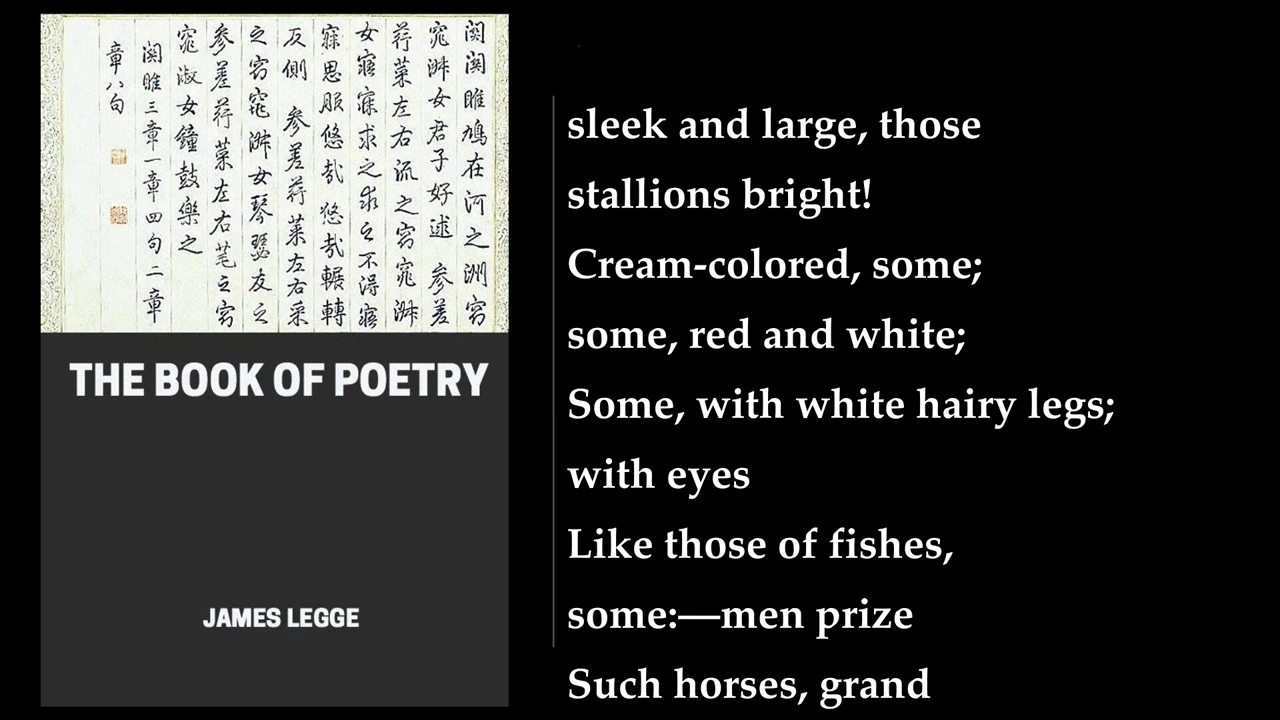 關關雎鳩在河之洲窈
窕淑女君子好逑 參差
荇菜左右流之窈窕淑
女寤寐求之求之不得寤
寐思服悠哉悠哉輾轉
反側 參差荇菜左右采
之窈窕淑女琴瑟友之
參差荇菜左右芼之窈
窕淑女鐘鼓樂之
關雎三章一章四句二章
章八句
THE BOOK OF POETRY
JAMES LEGGE
sleek and large, those
stallions bright!
Cream-colored, some;
some, red and white;
Some, with white hairy legs;
with eyes
Like those of fishes,
some:—men prize
Such horses, grand